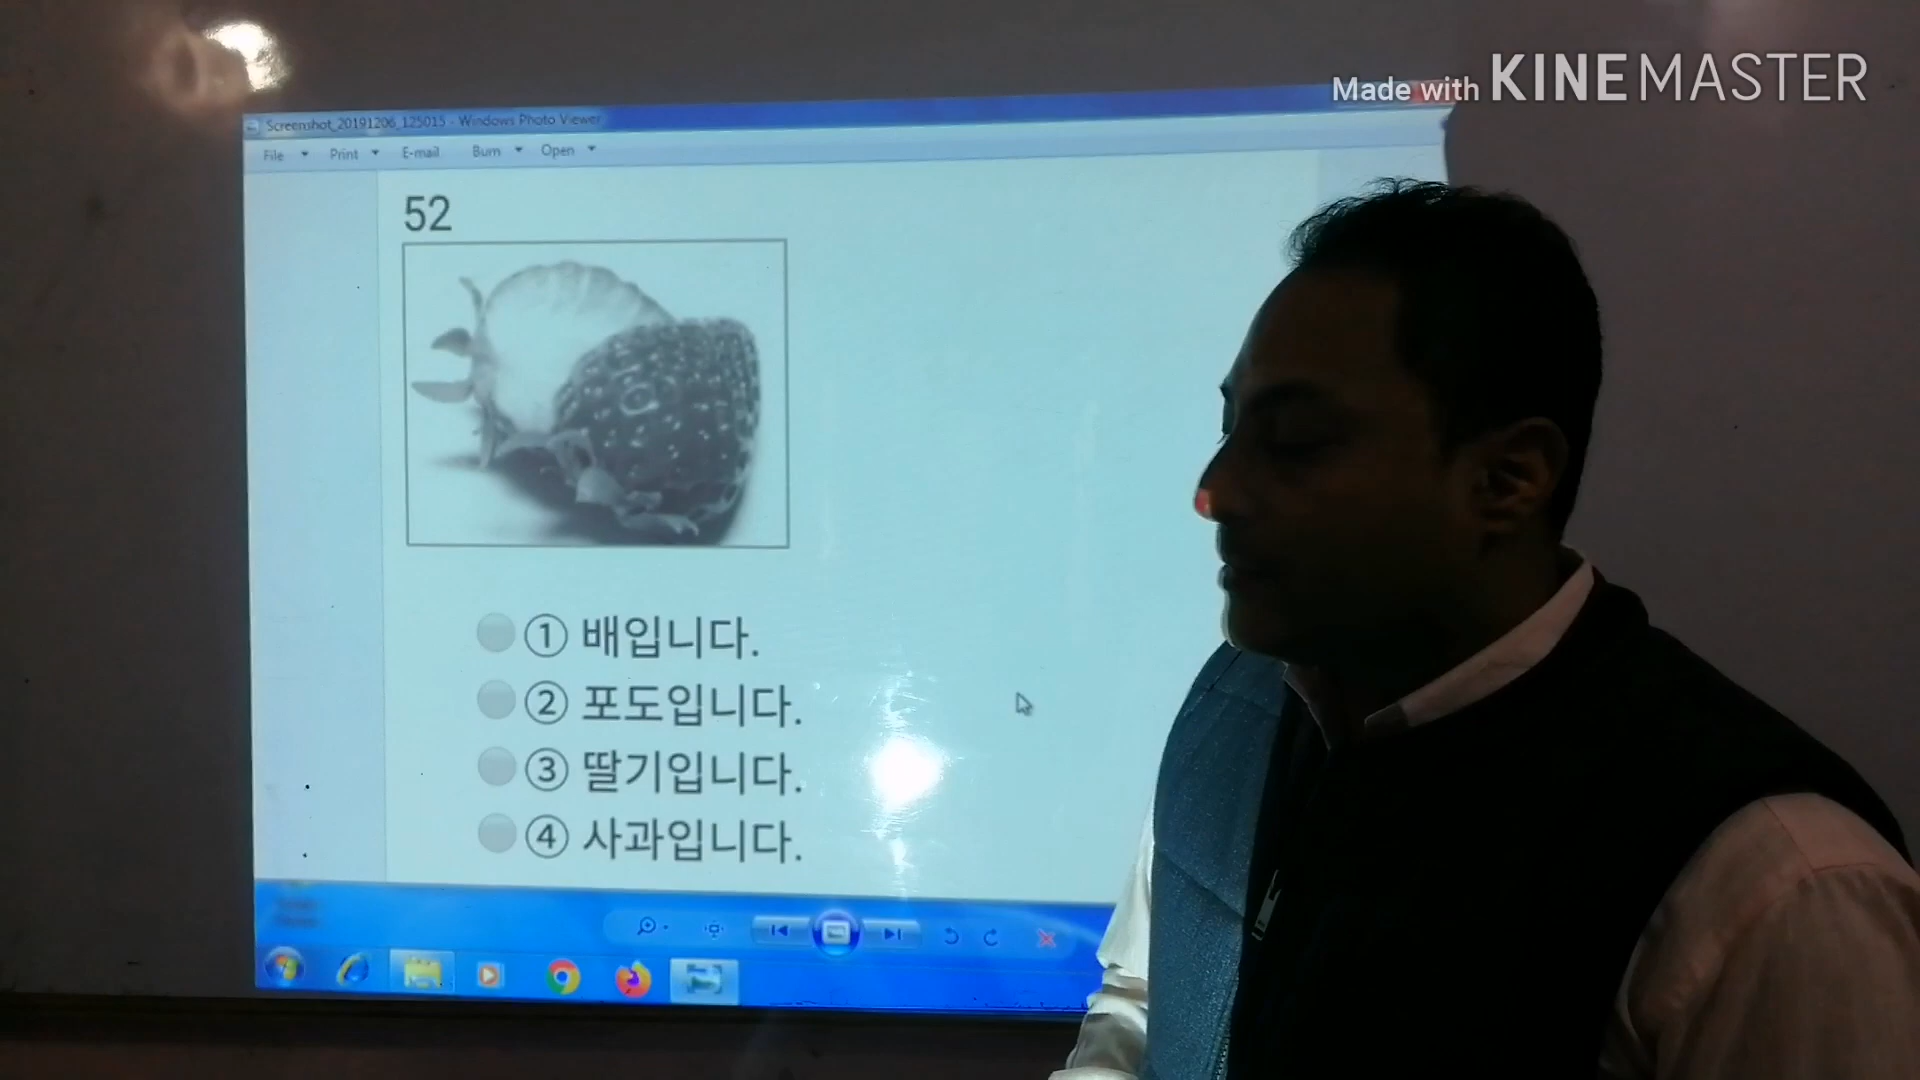 Made with KINEMASTER
Screenshot_20191206_125015 - Windows Photo Viewer
File Print E-mail Burn Open
52
① 배입니다.
② 포도입니다.
③ 딸기입니다.
④ 사과입니다.